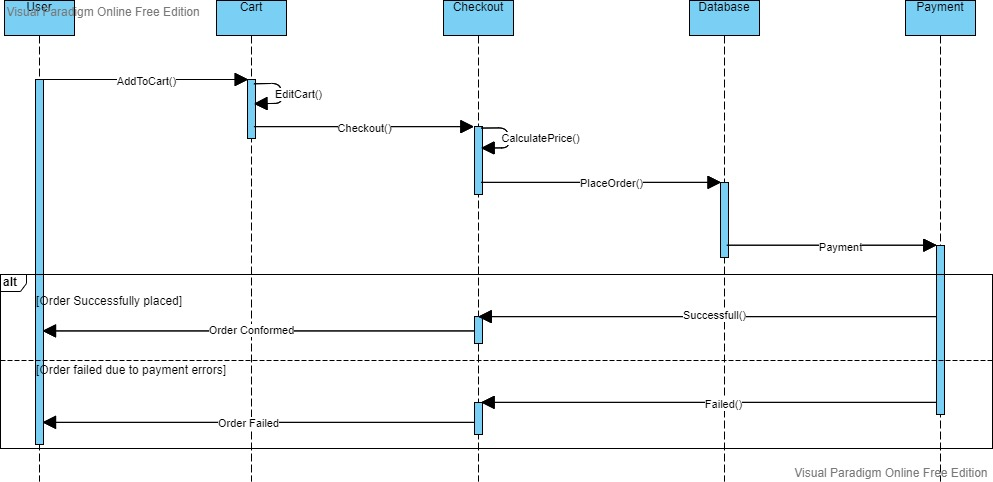 Visual Paradigm Online Free Edition
User
Cart
Checkout
Database
Payment
AddToCart()
EditCart()
Checkout()
CalculatePrice()
PlaceOrder()
Payment
alt
[Order Successfully placed]
Successfull()
Order Conformed
[Order failed due to payment errors]
Failed()
Order Failed
Visual Paradigm Online Free Edition